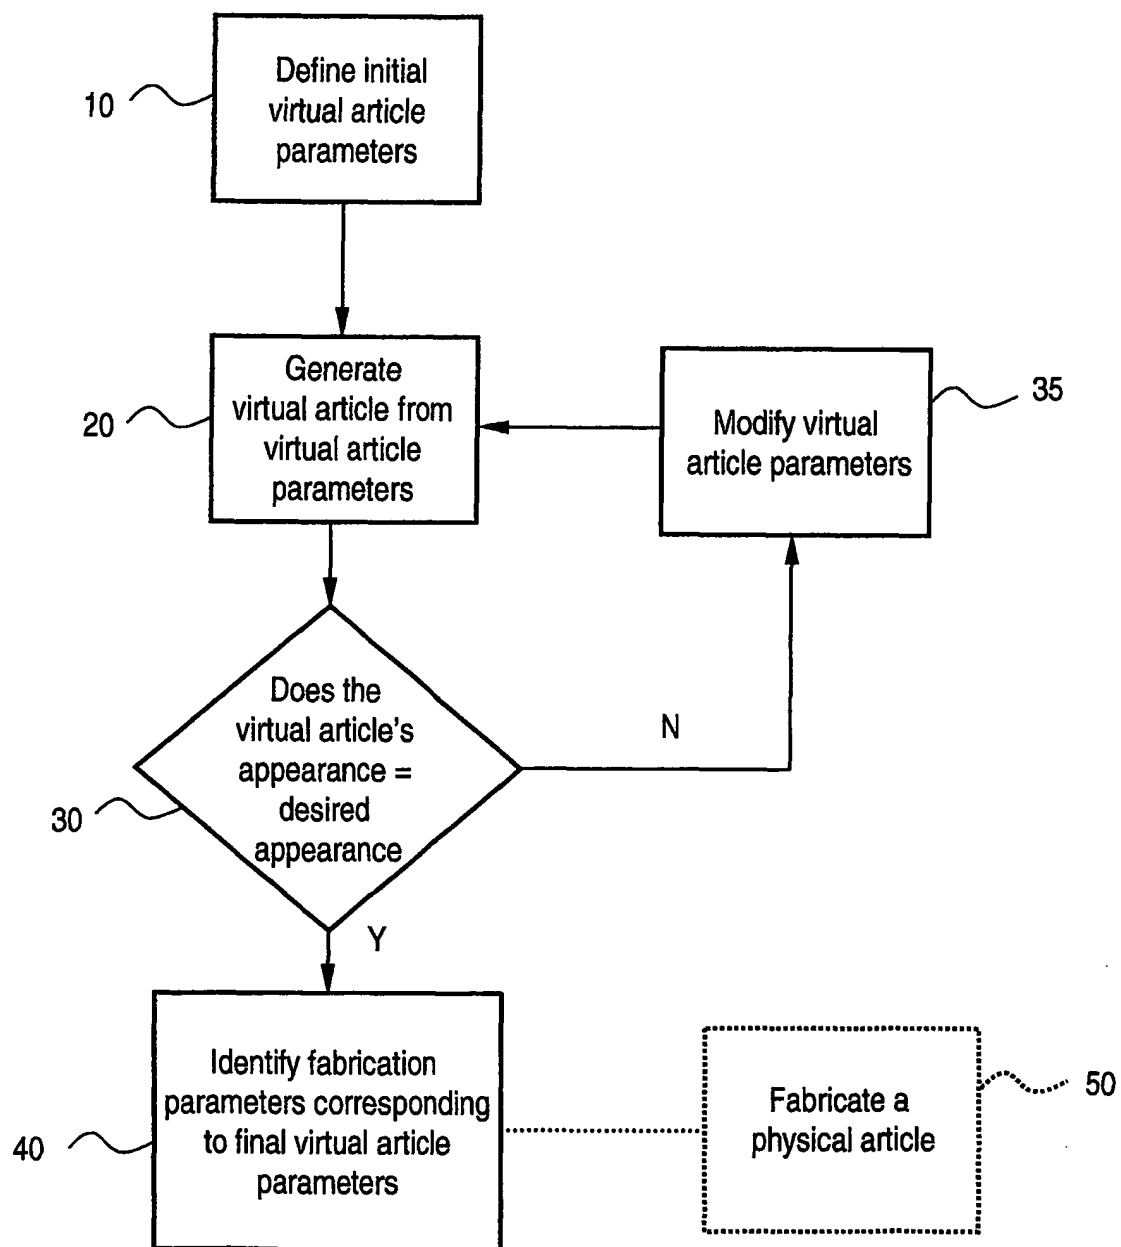 Define initial
virtual article
parameters
10
Generate
virtual article from
virtual article
parameters
20
Modify virtual
article parameters
35
Does the
virtual article's
appearance =
desired
appearance
30
N
Y
Identify fabrication
parameters corresponding
to final virtual article
parameters
40
Fabricate a
physical article
50